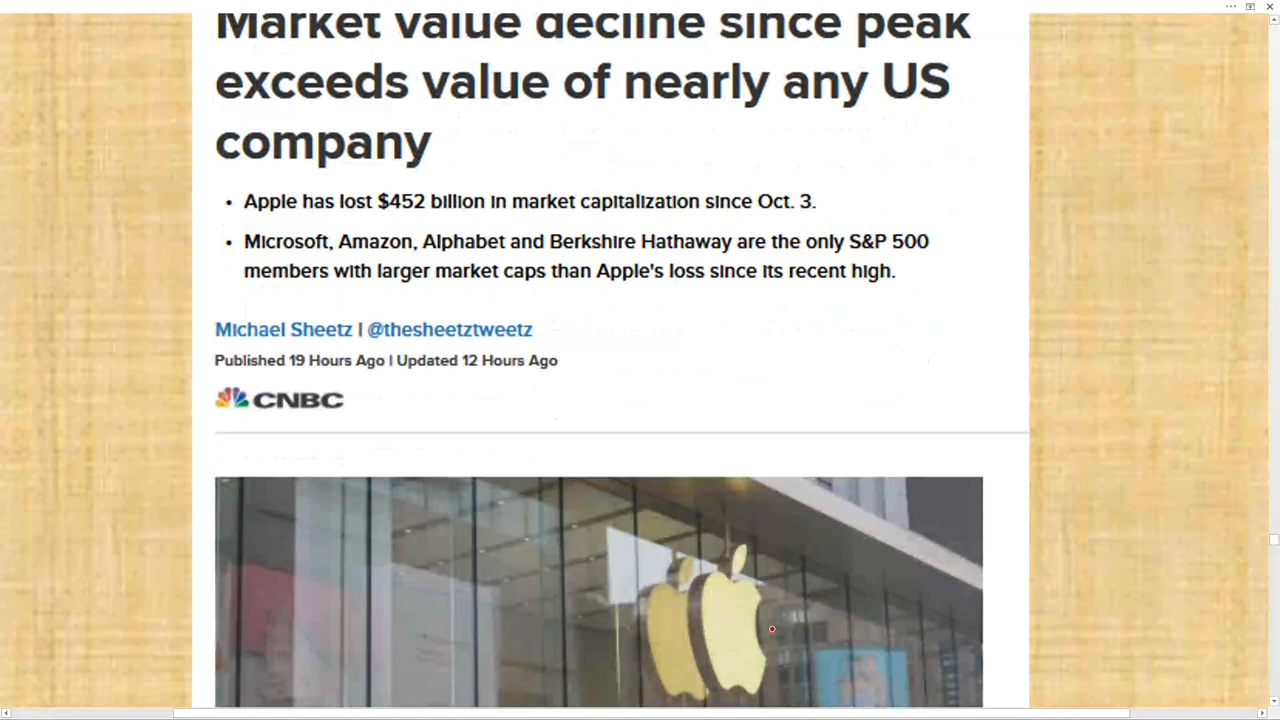 Market value decline since peak
exceeds value of nearly any US
company
• Apple has lost $452 billion in market capitalization since Oct. 3.
• Microsoft, Amazon, Alphabet and Berkshire Hathaway are the only S&P 500
members with larger market caps than Apple's loss since its recent high.
Michael Sheetz | @thesheetztweetz
Published 19 Hours Ago | Updated 12 Hours Ago
CNBC